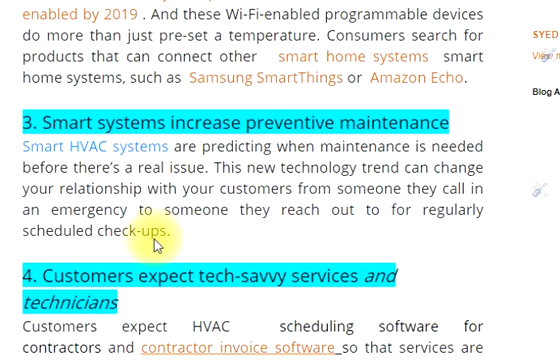 enabled by 2019 . And these Wi-Fi-enabled programmable devices
do more than just pre-set a temperature. Consumers search for
products that can connect other smart home systems smart
home systems, such as Samsung SmartThings or Amazon Echo.
3. Smart systems increase preventive maintenance
Smart HVAC systems are predicting when maintenance is needed
before there's a real issue. This new technology trend can change
your relationship with your customers from someone they call in
an emergency to someone they reach out to for regularly
scheduled check-ups.
4. Customers expect tech-savvy services and
technicians
Customers expect HVAC scheduling software for
contractors and contractor invoice software so that services are
SYED
Blog A